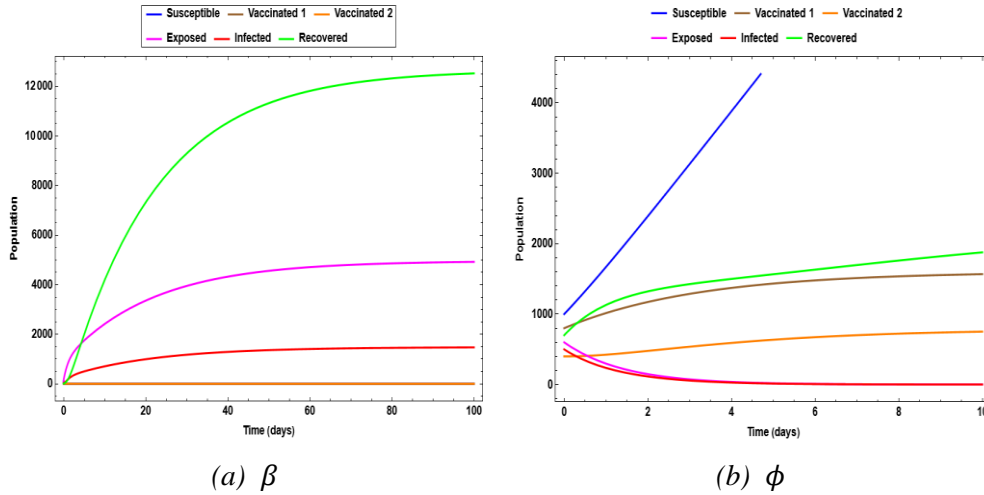 Susceptible Vaccinated 1 Vaccinated 2
Exposed Infected Recovered
12000
10000
8000
6000
4000
2000
0
Population
0 20 40 60 80 100
Time (days)
(a) β
Susceptible Vaccinated 1 Vaccinated 2
Exposed Infected Recovered
4000
3000
2000
1000
0
Population
0 2 4 6 8 10
Time (days)
(b) ϕ